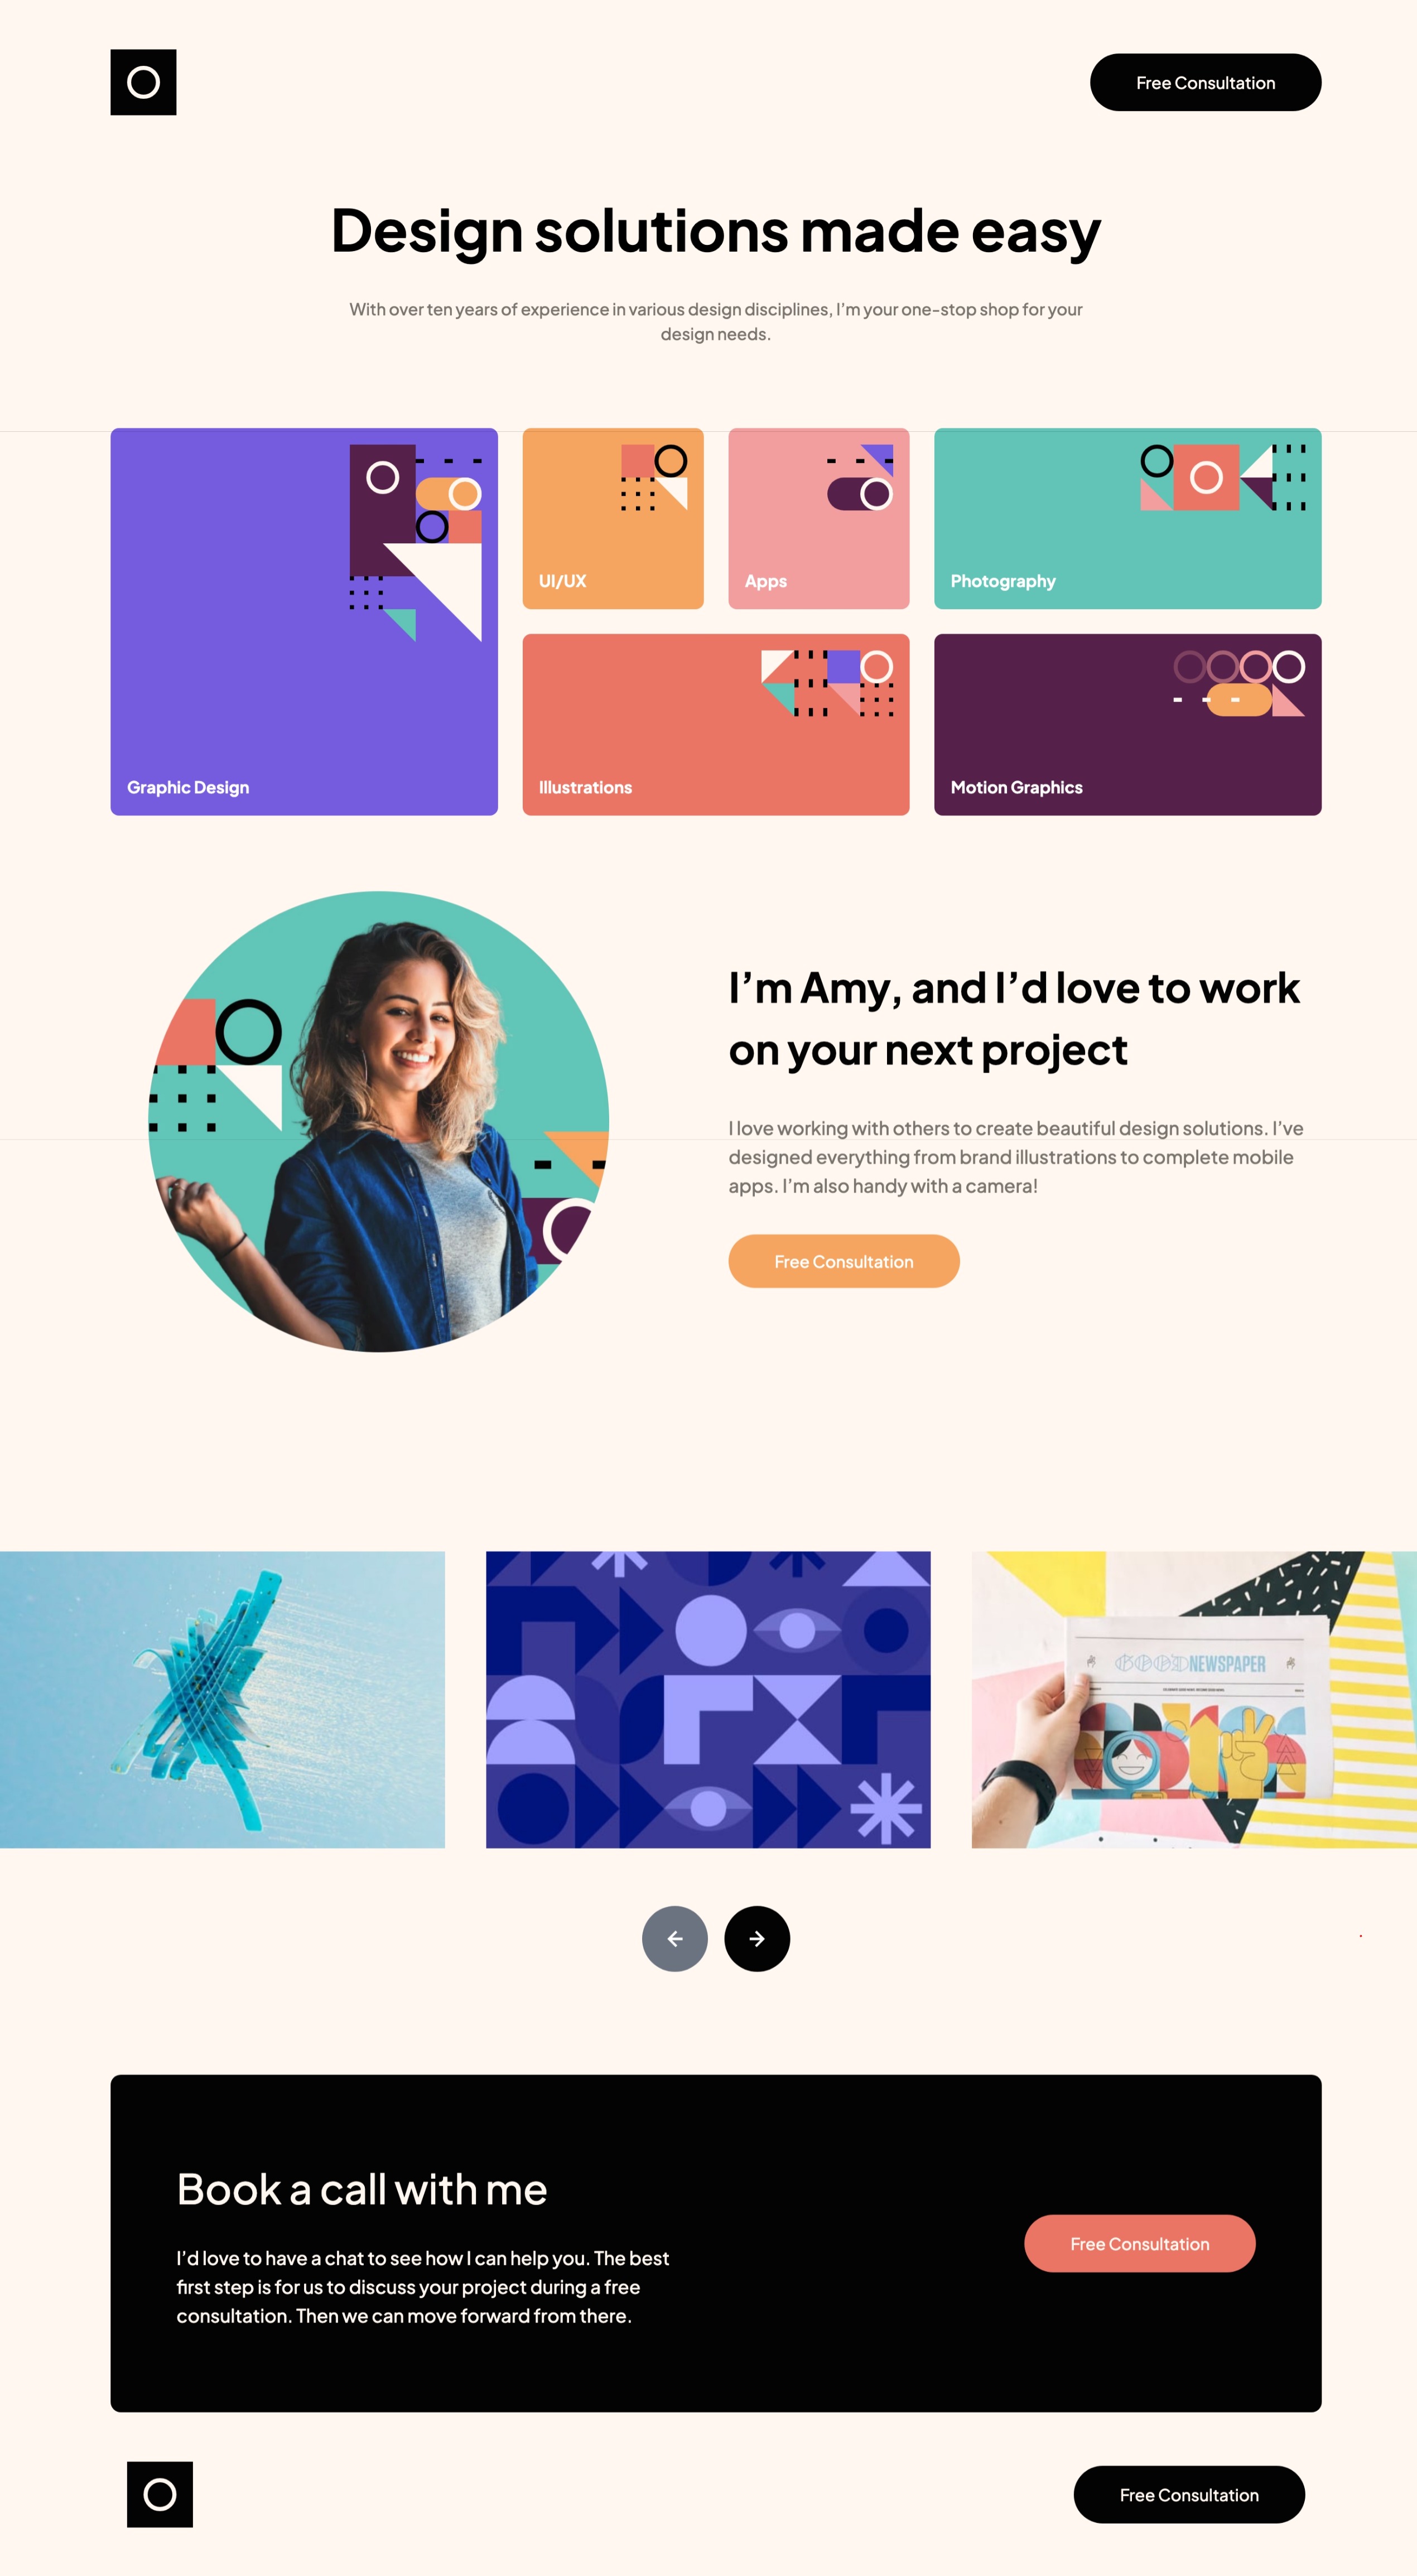 Free Consultation
Design solutions made easy
With over ten years of experience in various design disciplines, I’m your one-stop shop for your
design needs.
Graphic Design
UI/UX
Apps
Photography
Illustrations
Motion Graphics
I’m Amy, and I’d love to work
on your next project
I love working with others to create beautiful design solutions. I’ve
designed everything from brand illustrations to complete mobile
apps. I’m also handy with a camera!
Free Consultation
GOOD NEWSPAPER
Book a call with me
I’d love to have a chat to see how I can help you. The best
first step is for us to discuss your project during a free
consultation. Then we can move forward from there.
Free Consultation
Free Consultation